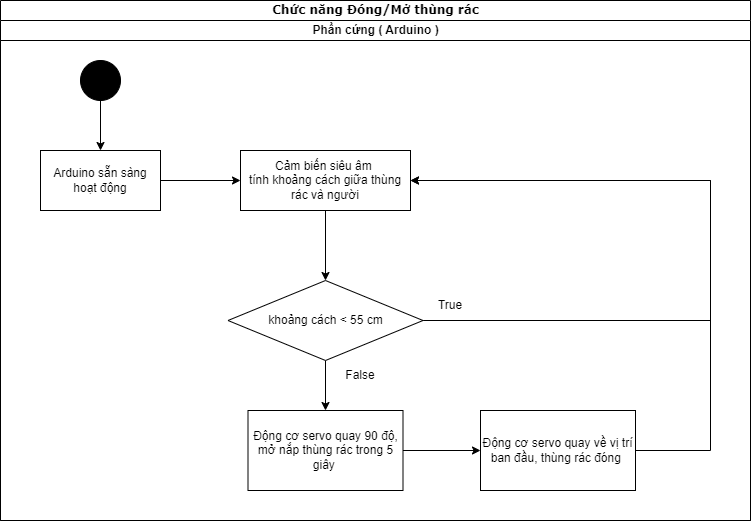 Chức năng Đóng/Mở thùng rác
Phần cứng ( Arduino )
Arduino sẵn sàng
hoạt động
Cảm biến siêu âm
tính khoảng cách giữa thùng
rác và người
khoảng cách < 55 cm
True
False
Động cơ servo quay 90 độ,
mở nắp thùng rác trong 5
giây
Động cơ servo quay về vị trí
ban đầu, thùng rác đóng